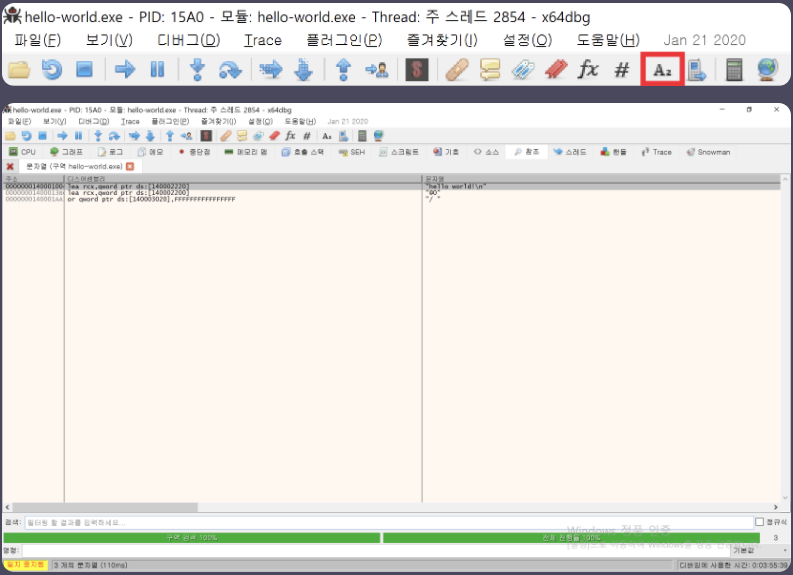 hello-world.exe - PID: 15A0 - 모듈: hello-world.exe - Thread: 주 스레드 2854 - x64dbg
파일(F) 보기(V) 디버그(D) Trace 플러그인(P) 즐겨찾기(I) 설정(O) 도움말(H) Jan 21 2020
$ fx # Az
hello-world.exe - PID: 15A0 - 모듈: hello-world.exe - Thread: 주 스레드 2854 - x64dbg
파일(F) 보기(V) 디버그(D) Trace 플러그인(P) 즐겨찾기(I) 설정(O) 도움말(H) Jan 21 2020
$ fx # Az
CPU 그래프 로그 메모 중단점 메모리 맵 호출 스택 SEH 스크립트 기호 소스 참조 스레드 핸들 Trace Snowman
문자열 (구역 hello-world.exe)
주소 디스어셈블리 문자열
lea rcx,qword ptr ds:[140002220] "hello world!\n"
lea rcx,qword ptr ds:[140002200] "@O"
0000000140001AA or qword ptr ds:[140003020],FFFFFFFFFFFFFFFF "/ "
검색: 필터링 할 결과를 입력하세요... 정규식
구역 검색 100% 전체 진행률 100% 3
Windows 정품 인증
명령: 기본값
일시 중지됨 3 개의 문자열 (110ms) 디버깅에 사용한 시간: 0:03:55:39